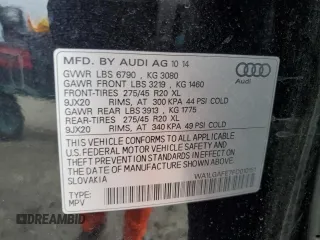 MFD. BY AUDI AG 10 14
GVWR LBS 6790 , KG 3080
GAWR FRONT LBS 3219 , KG 1460
FRONT-TIRES 275/45 R20 XL
9JX20 RIMS, AT 300 KPA 44 PSI COLD
GAWR REAR LBS 3913 , KG 1775
REAR-TIRES 275/45 R20 XL
9JX20 RIMS, AT 340 KPA 49 PSI COLD
THIS VEHICLE CONFORMS TO ALL APPLICABLE
U.S. FEDERAL MOTOR VEHICLE SAFETY AND
THEFT PREVENTION STANDARDS IN EFFECT ON
THE DATE OF MANUFACTURE SHOWN ABOVE
SLOVAKIA
TYPE:
MPV
Audi
DREAMBID